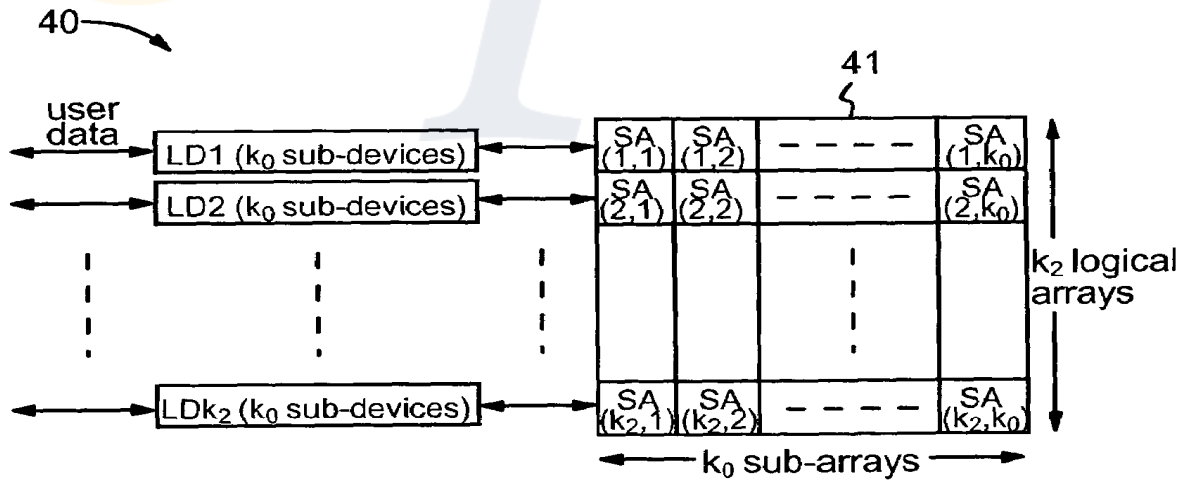 40
41
user
data
LD1 (k₀ sub-devices)
SA
(1,1)
SA
(1,2)
SA
(1,k₀)
LD2 (k₀ sub-devices)
SA
(2,1)
SA
(2,2)
SA
(2,k₀)
k₂ logical
arrays
LDk₂ (k₀ sub-devices)
SA
(k₂,1)
SA
(k₂,2)
SA
(k₂,k₀)
k₀ sub-arrays